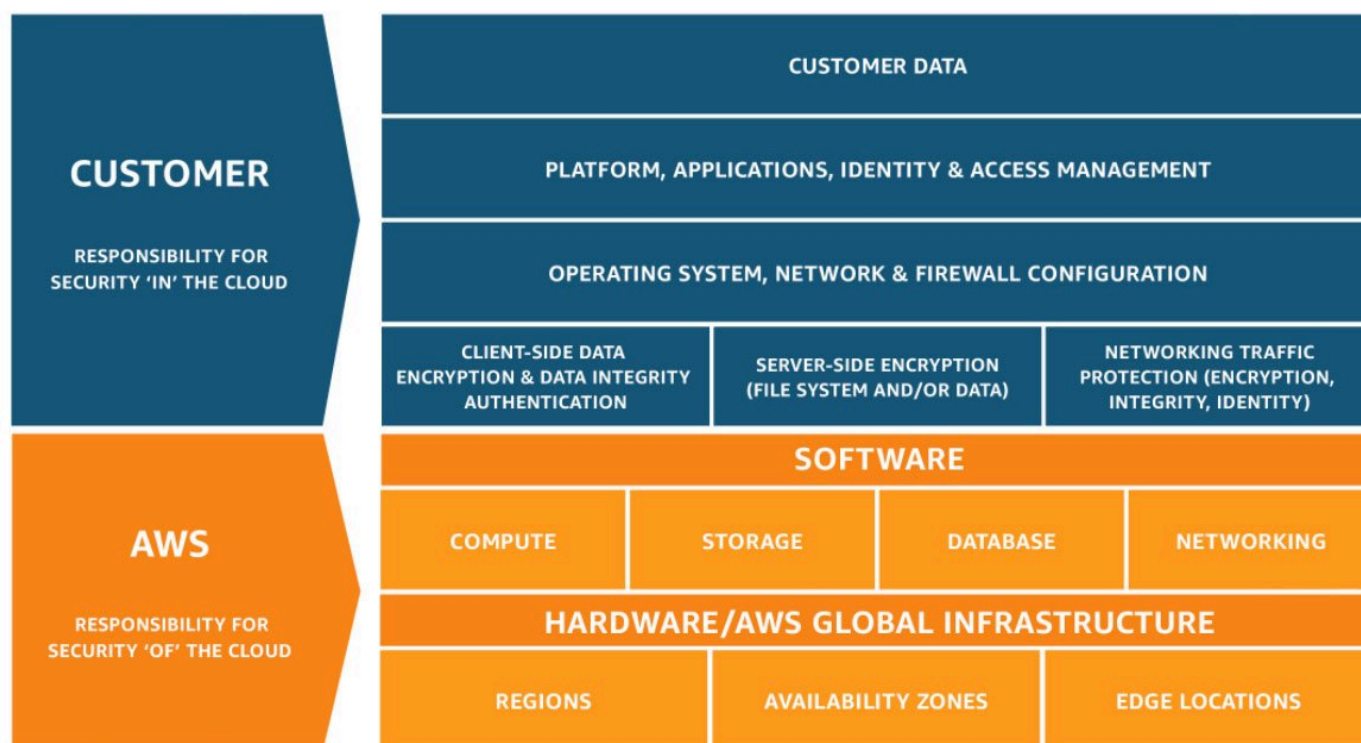 CUSTOMER
RESPONSIBILITY FOR
SECURITY ‘IN’ THE CLOUD
CUSTOMER DATA
PLATFORM, APPLICATIONS, IDENTITY & ACCESS MANAGEMENT
OPERATING SYSTEM, NETWORK & FIREWALL CONFIGURATION
CLIENT-SIDE DATA
ENCRYPTION & DATA INTEGRITY
AUTHENTICATION
SERVER-SIDE ENCRYPTION
(FILE SYSTEM AND/OR DATA)
NETWORKING TRAFFIC
PROTECTION (ENCRYPTION,
INTEGRITY, IDENTITY)
AWS
RESPONSIBILITY FOR
SECURITY ‘OF’ THE CLOUD
SOFTWARE
COMPUTE
STORAGE
DATABASE
NETWORKING
HARDWARE/AWS GLOBAL INFRASTRUCTURE
REGIONS
AVAILABILITY ZONES
EDGE LOCATIONS